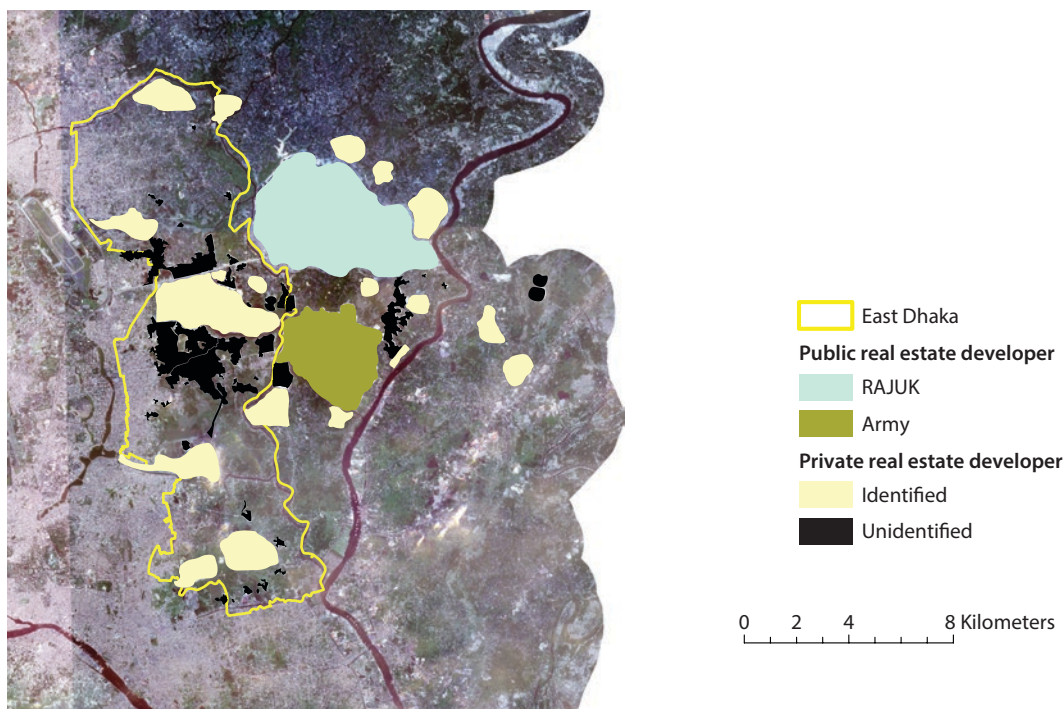 East Dhaka
Public real estate developer
RAJUK
Army
Private real estate developer
Identified
Unidentified
0 2 4 8 Kilometers